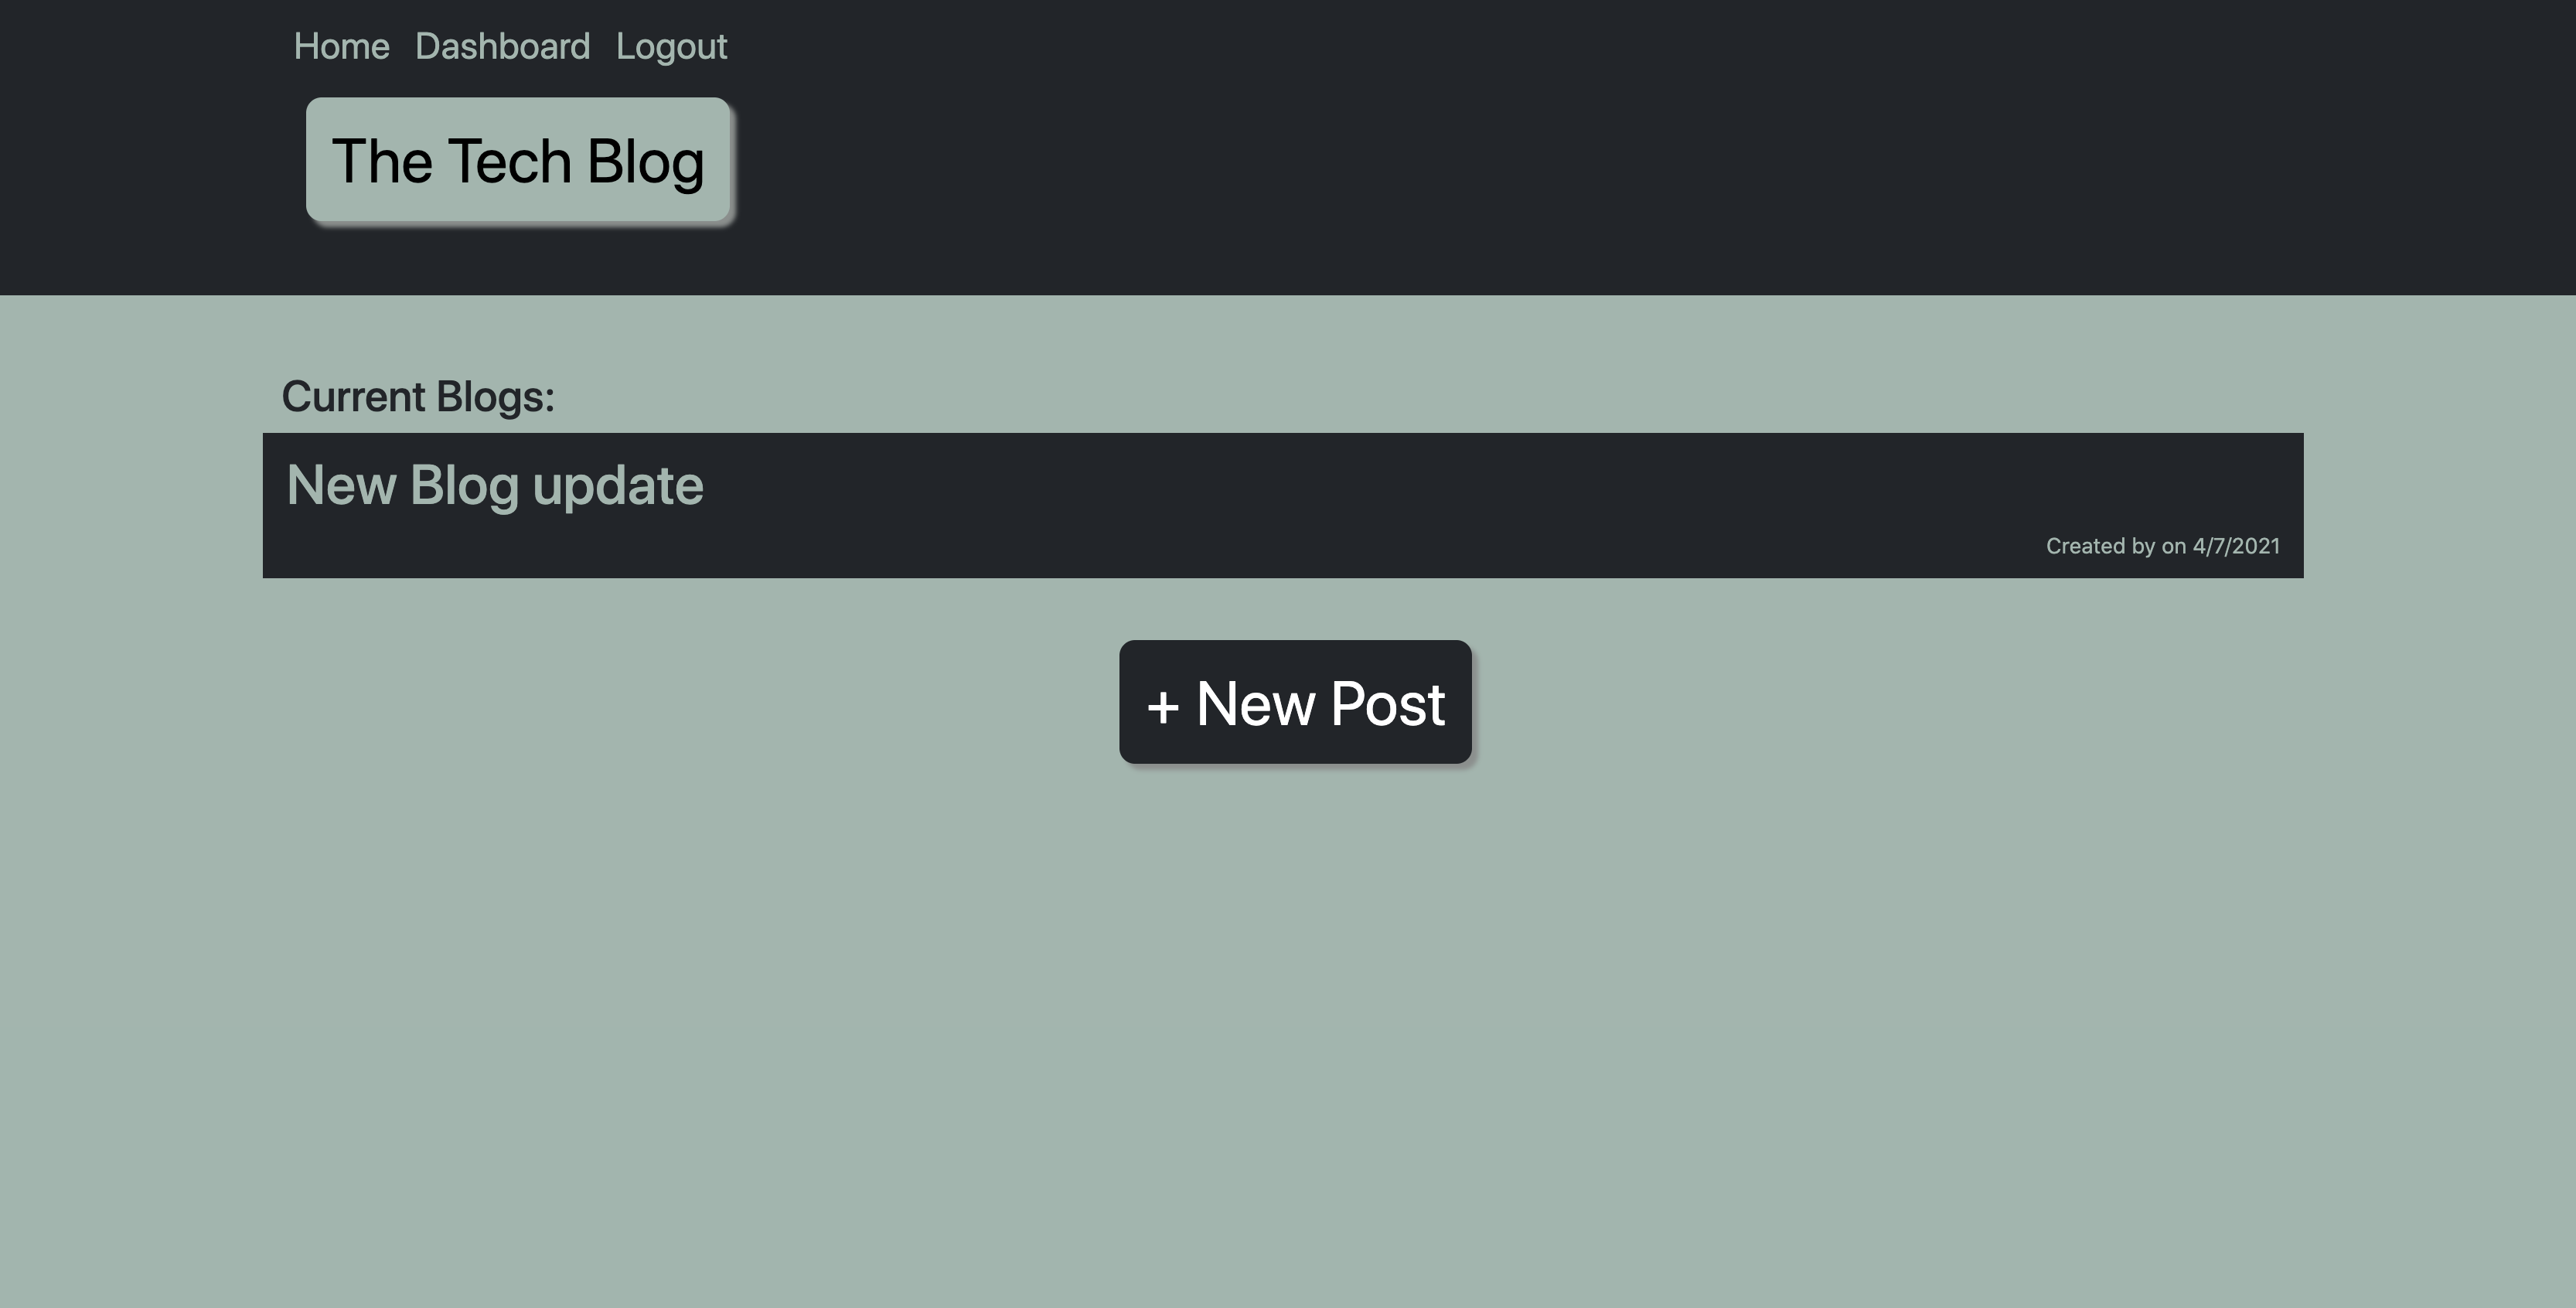 Home Dashboard Logout
The Tech Blog
Current Blogs:
New Blog update
Created by on 4/7/2021
+ New Post